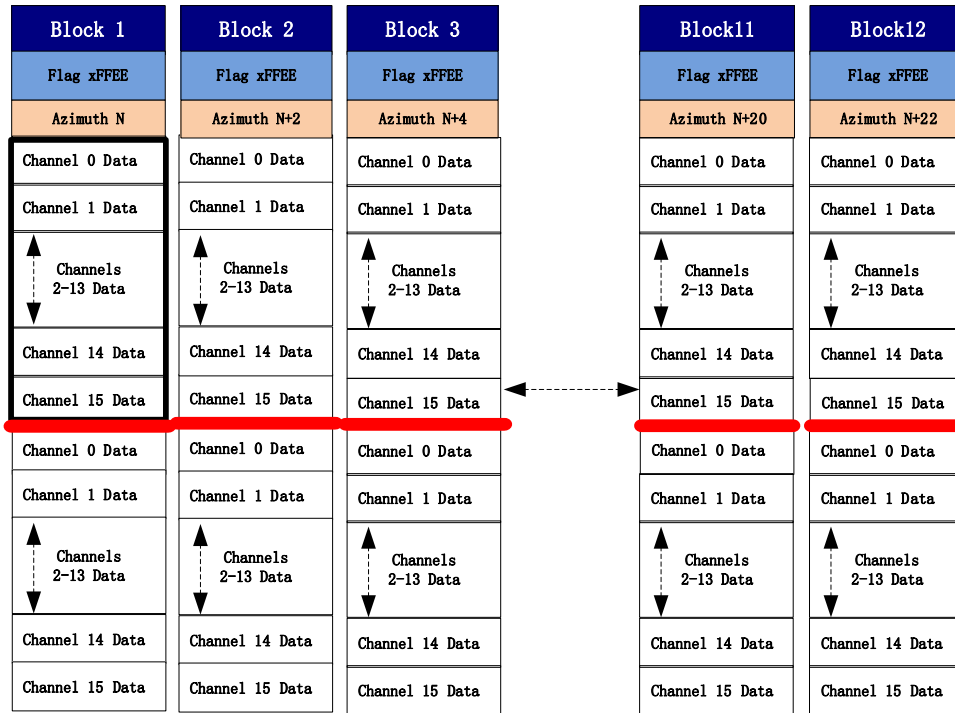 Block 1
Flag xFFEE
Azimuth N
Channel 0 Data
Channel 1 Data
Channels
2-13 Data
Channel 14 Data
Channel 15 Data
Channel 0 Data
Channel 1 Data
Channels
2-13 Data
Channel 14 Data
Channel 15 Data
Block 2
Flag xFFEE
Azimuth N+2
Channel 0 Data
Channel 1 Data
Channels
2-13 Data
Channel 14 Data
Channel 15 Data
Channel 0 Data
Channel 1 Data
Channels
2-13 Data
Channel 14 Data
Channel 15 Data
Block 3
Flag xFFEE
Azimuth N+4
Channel 0 Data
Channel 1 Data
Channels
2-13 Data
Channel 14 Data
Channel 15 Data
Channel 0 Data
Channel 1 Data
Channels
2-13 Data
Channel 14 Data
Channel 15 Data
Block11
Flag xFFEE
Azimuth N+20
Channel 0 Data
Channel 1 Data
Channels
2-13 Data
Channel 14 Data
Channel 15 Data
Channel 0 Data
Channel 1 Data
Channels
2-13 Data
Channel 14 Data
Channel 15 Data
Block12
Flag xFFEE
Azimuth N+22
Channel 0 Data
Channel 1 Data
Channels
2-13 Data
Channel 14 Data
Channel 15 Data
Channel 0 Data
Channel 1 Data
Channels
2-13 Data
Channel 14 Data
Channel 15 Data